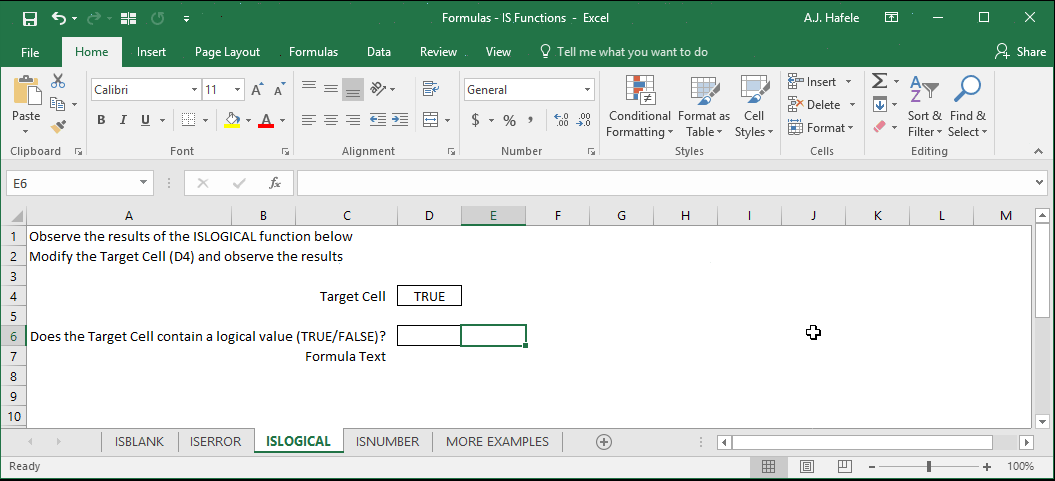 Formulas - IS Functions - Excel
A.J. Hafele
File Home Insert Page Layout Formulas Data Review View Tell me what you want to do Share
Calibri 11 General
Paste
B I U A $ % ,
Conditional Formatting
Format as Table
Cell Styles
Insert
Delete
Format
Sort & Filter
Find & Select
Clipboard Font Alignment Number Styles Cells Editing
E6 fx
A B C D E F G H I J K L M
1 Observe the results of the ISLOGICAL function below
2 Modify the Target Cell (D4) and observe the results
3
4 Target Cell TRUE
5
6 Does the Target Cell contain a logical value (TRUE/FALSE)?
7 Formula Text
8
9
10
ISBLANK ISERROR ISLOGICAL ISNUMBER MORE EXAMPLES
Ready 100%